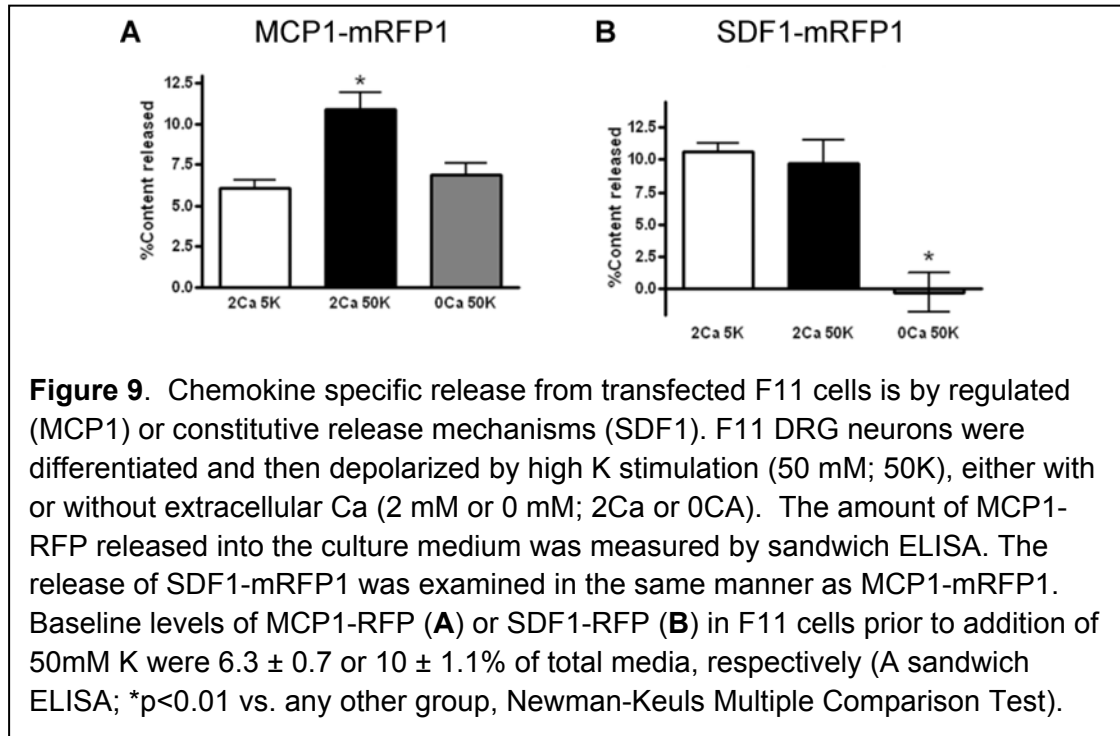 A MCP1-mRFP1
*
%Content released
12.5
10.0
7.5
5.0
2.5
0.0
2Ca 5K 2Ca 50K 0Ca 50K
B SDF1-mRFP1
%Content released
12.5
10.0
7.5
5.0
2.5
0.0
*
2Ca 5K 2Ca 50K 0Ca 50K
Figure 9. Chemokine specific release from transfected F11 cells is by regulated
(MCP1) or constitutive release mechanisms (SDF1). F11 DRG neurons were
differentiated and then depolarized by high K stimulation (50 mM; 50K), either with
or without extracellular Ca (2 mM or 0 mM; 2Ca or 0CA). The amount of MCP1-
RFP released into the culture medium was measured by sandwich ELISA. The
release of SDF1-mRFP1 was examined in the same manner as MCP1-mRFP1.
Baseline levels of MCP1-RFP (A) or SDF1-RFP (B) in F11 cells prior to addition of
50mM K were 6.3 ± 0.7 or 10 ± 1.1% of total media, respectively (A sandwich
ELISA; *p<0.01 vs. any other group, Newman-Keuls Multiple Comparison Test).